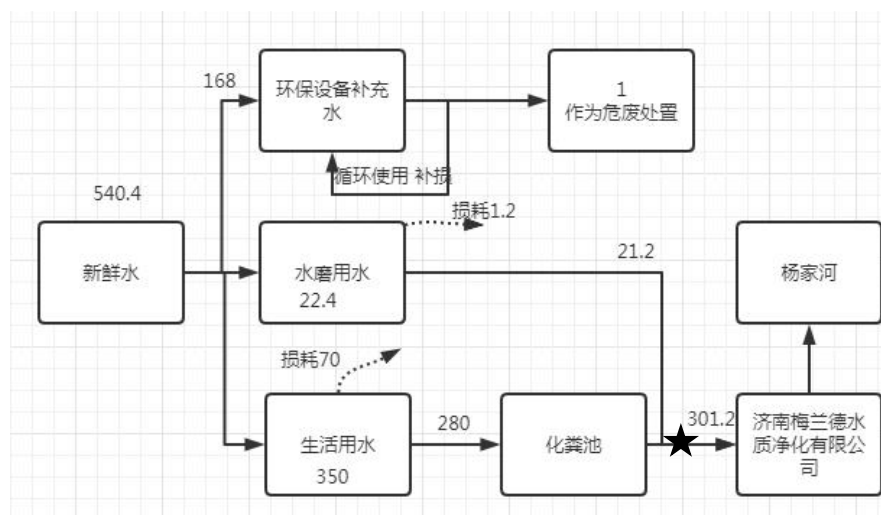 168
环保设备补充
水
1
作为危废处置
循环使用 补损
540.4
损耗1.2
新鲜水
水磨用水
22.4
21.2
杨家河
损耗70
生活用水
350
280
化粪池
301.2
济南梅兰德水
质净化有限公
司